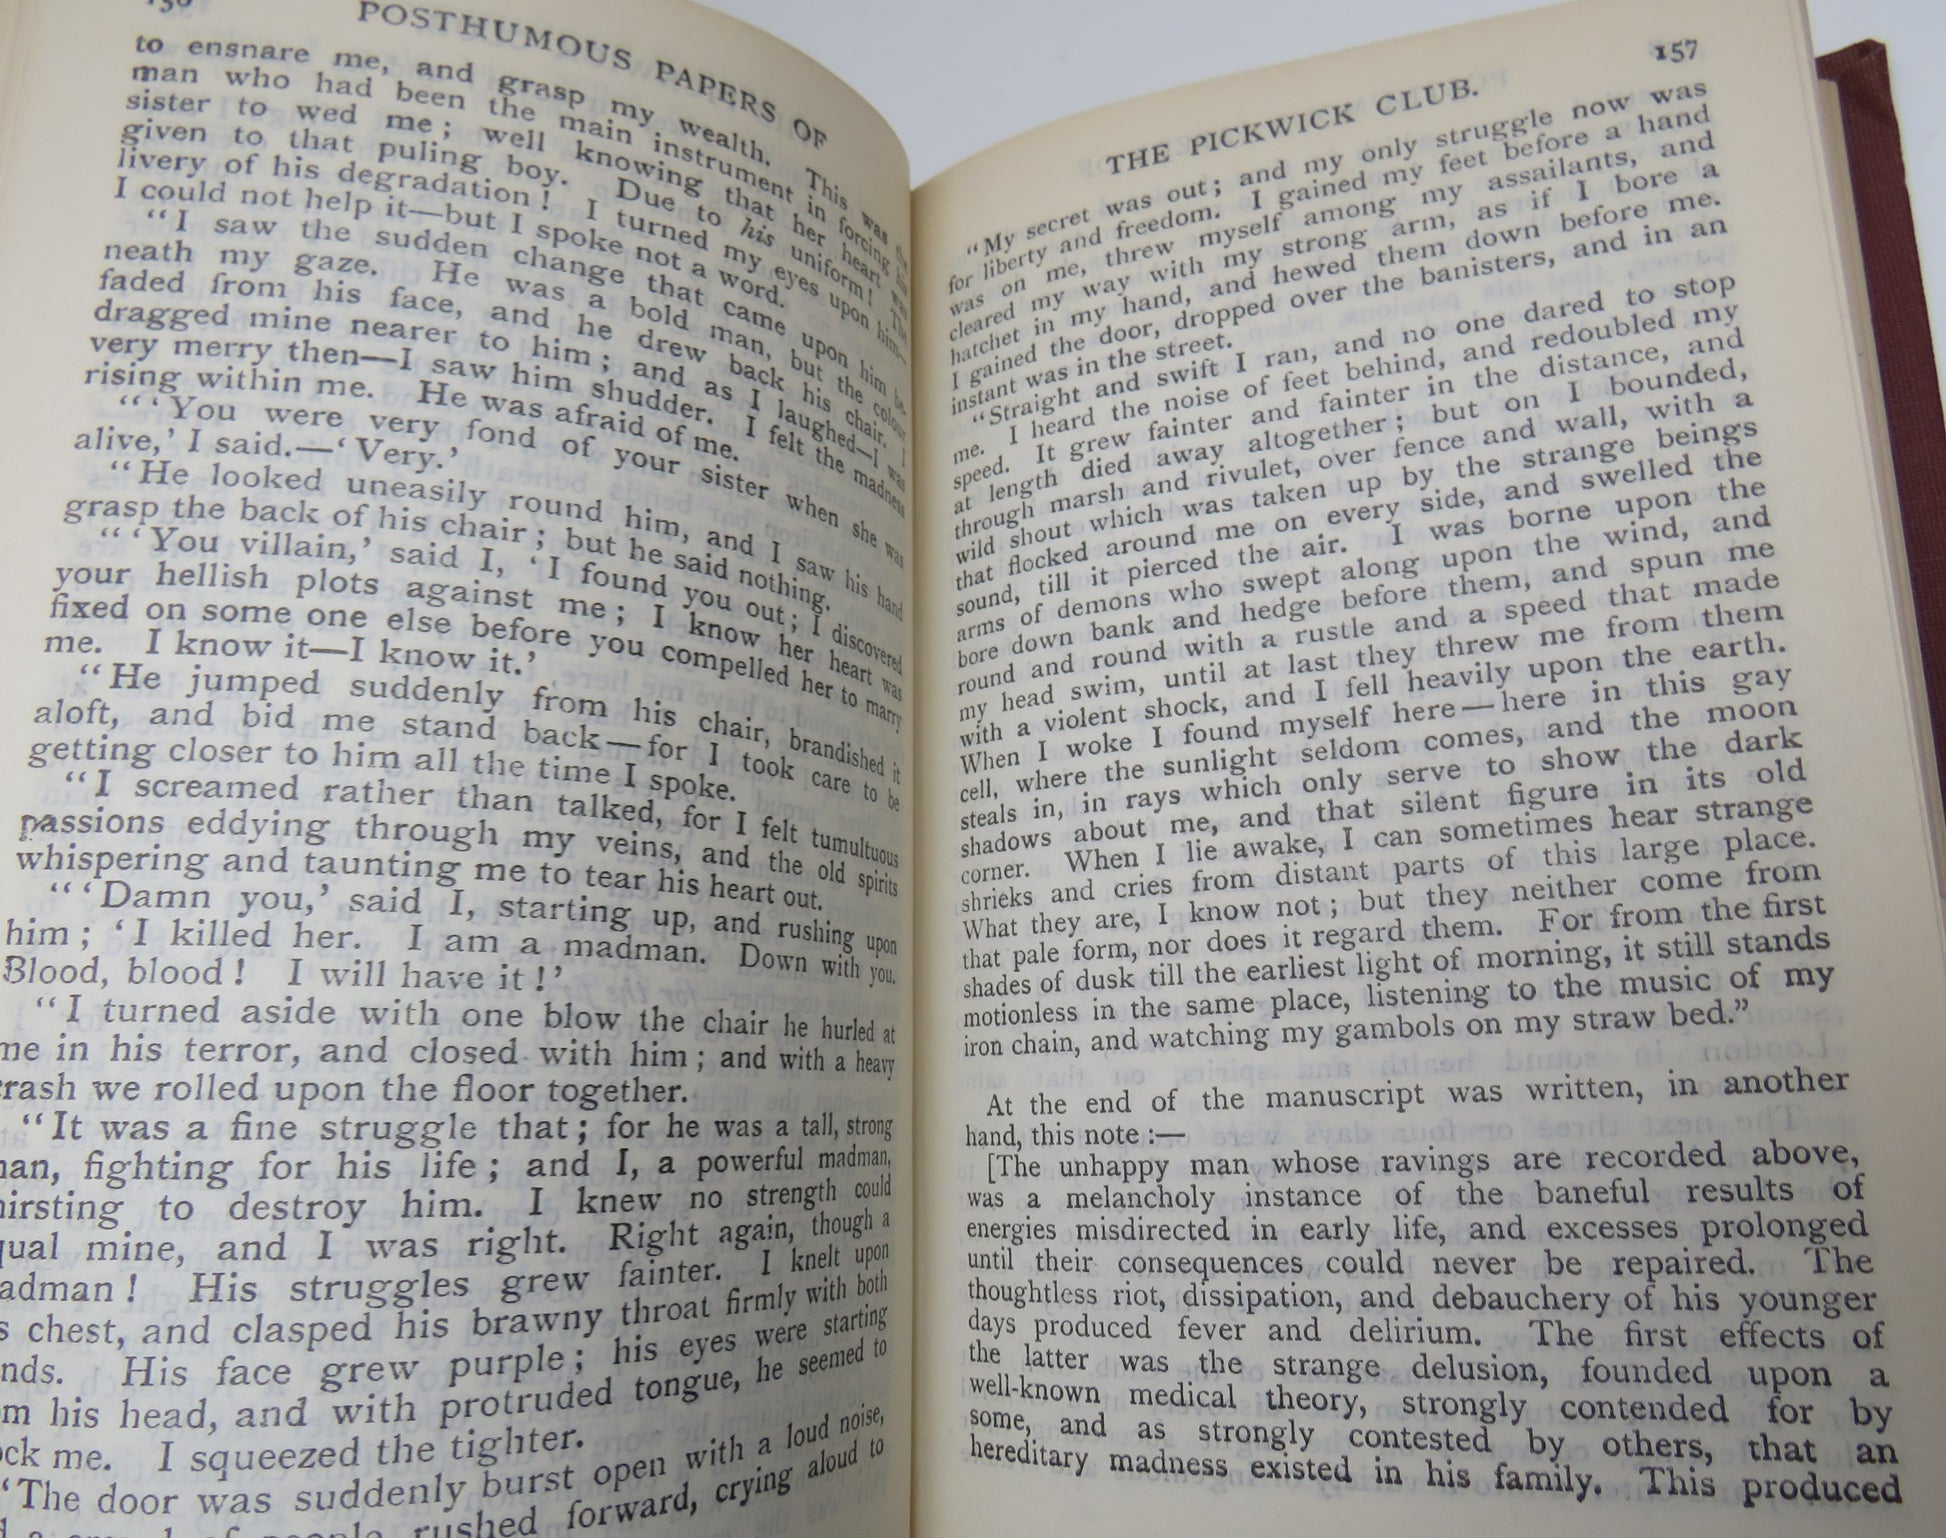 156
POSTHUMOUS PAPERS OF
to ensnare me, and grasp my wealth. This was the
man who had been the main instrument in forcing his
sister to wed me; well knowing that her heart was
given to that puling boy. Due to his uniform! The
livery of his degradation! I turned my eyes upon him—
I could not help it—but I spoke not a word.
“I saw the sudden change that came upon him be-
neath my gaze. He was a bold man, but the colour
faded from his face, and he drew back his chair. I
dragged mine nearer to him; and as I laughed—I was
very merry then—I saw him shudder. I felt the madness
rising within me. He was afraid of me.
“‘You were very fond of your sister when she was
alive,’ I said.—‘Very.’
“He looked uneasily round him, and I saw his hand
grasp the back of his chair; but he said nothing.
“‘You villain,’ said I, ‘I found you out; I discovered
your hellish plots against me; I know her heart was
fixed on some one else before you compelled her to marry
me. I know it—I know it.’
“He jumped suddenly from his chair, brandished it
aloft, and bid me stand back—for I took care to be
getting closer to him all the time I spoke.
“I screamed rather than talked, for I felt tumultuous
passions eddying through my veins, and the old spirits
whispering and taunting me to tear his heart out.
“‘Damn you,’ said I, starting up, and rushing upon
him; ‘I killed her. I am a madman. Down with you.
Blood, blood! I will have it!’
“I turned aside with one blow the chair he hurled at
me in his terror, and closed with him; and with a heavy
crash we rolled upon the floor together.
“It was a fine struggle that; for he was a tall, strong
man, fighting for his life; and I, a powerful madman,
hirsting to destroy him. I knew no strength could
qual mine, and I was right. Right again, though a
adman! His struggles grew fainter. I knelt upon
s chest, and clasped his brawny throat firmly with both
nds. His face grew purple; his eyes were starting
m his head, and with protruded tongue, he seemed to
ock me. I squeezed the tighter.
‘The door was suddenly burst open with a loud noise,
a crowd of people rushed forward, crying aloud to
157
THE PICKWICK CLUB.
“My secret was out; and my only struggle now was
for liberty and freedom. I gained my feet before a hand
was on me, threw myself among my assailants, and
cleared my way with my strong arm, as if I bore a
hatchet in my hand, and hewed them down before me.
I gained the door, dropped over the banisters, and in an
instant was in the street.
“Straight and swift I ran, and no one dared to stop
me. I heard the noise of feet behind, and redoubled my
speed. It grew fainter and fainter in the distance, and
at length died away altogether; but on I bounded,
through marsh and rivulet, over fence and wall, with a
wild shout which was taken up by the strange beings
that flocked around me on every side, and swelled the
sound, till it pierced the air. I was borne upon the
arms of demons who swept along upon the wind, and
bore down bank and hedge before them, and spun me
round and round with a rustle and a speed that made
my head swim, until at last they threw me from them
with a violent shock, and I fell heavily upon the earth.
When I woke I found myself here—here in this gay
cell, where the sunlight seldom comes, and the moon
steals in, in rays which only serve to show the dark
shadows about me, and that silent figure in its old
corner. When I lie awake, I can sometimes hear strange
shrieks and cries from distant parts of this large place.
What they are, I know not; but they neither come from
that pale form, nor does it regard them. For from the first
shades of dusk till the earliest light of morning, it still stands
motionless in the same place, listening to the music of my
iron chain, and watching my gambols on my straw bed.”
At the end of the manuscript was written, in another
hand, this note:—
[The unhappy man whose ravings are recorded above,
was a melancholy instance of the baneful results of
energies misdirected in early life, and excesses prolonged
until their consequences could never be repaired. The
thoughtless riot, dissipation, and debauchery of his younger
days produced fever and delirium. The first effects of
the latter was the strange delusion, founded upon a
well-known medical theory, strongly contended for by
some, and as strongly contested by others, that an
hereditary madness existed in his family. This produced